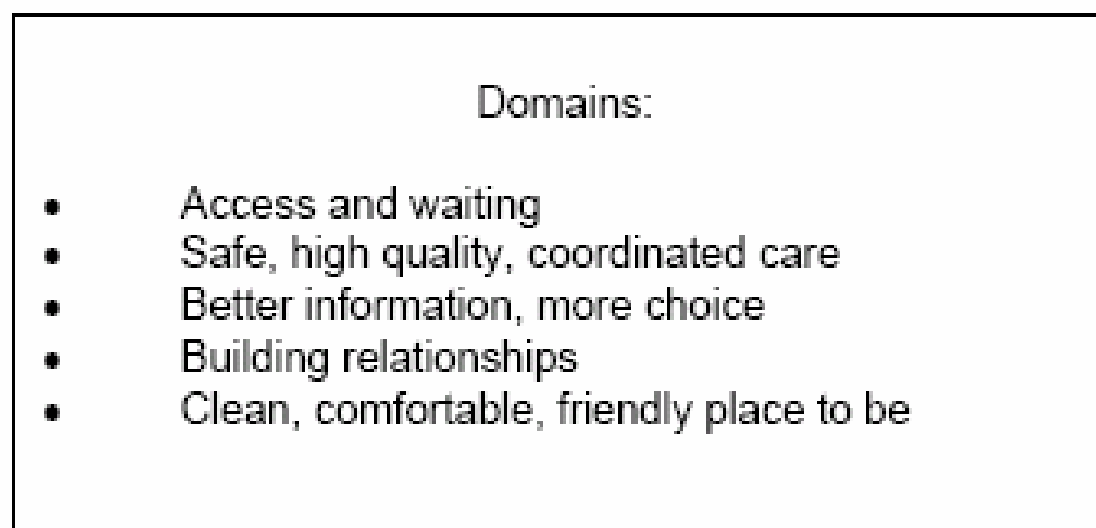 Domains:
• Access and waiting
• Safe, high quality, coordinated care
• Better information, more choice
• Building relationships
• Clean, comfortable, friendly place to be